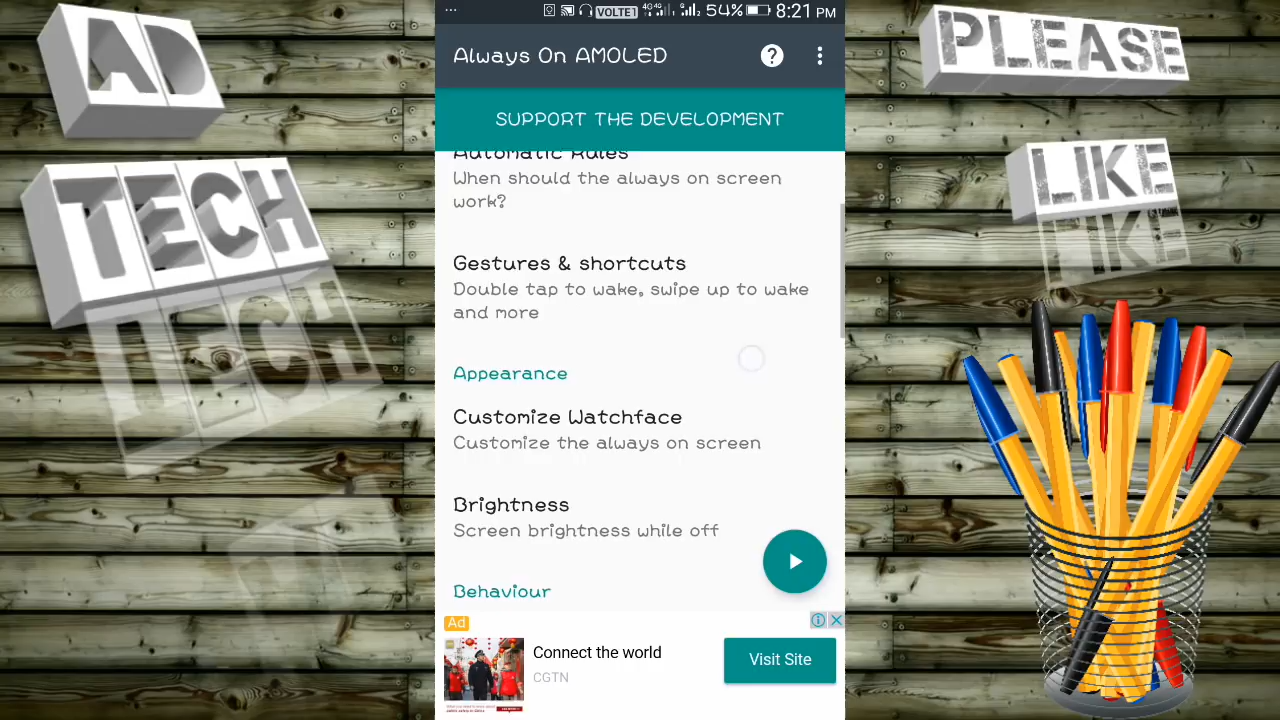 AD
TECH
... VOLTE1 4G 4G 2 54% 8:21 PM
Always On AMOLED ?
SUPPORT THE DEVELOPMENT
Automatic Rules
When should the always on screen
work?
Gestures & shortcuts
Double tap to wake, swipe up to wake
and more
Appearance
Customize Watchface
Customize the always on screen
Brightness
Screen brightness while off
Behaviour
Ad
Connect the world
CGTN
Visit Site
PLEASE
LIKE